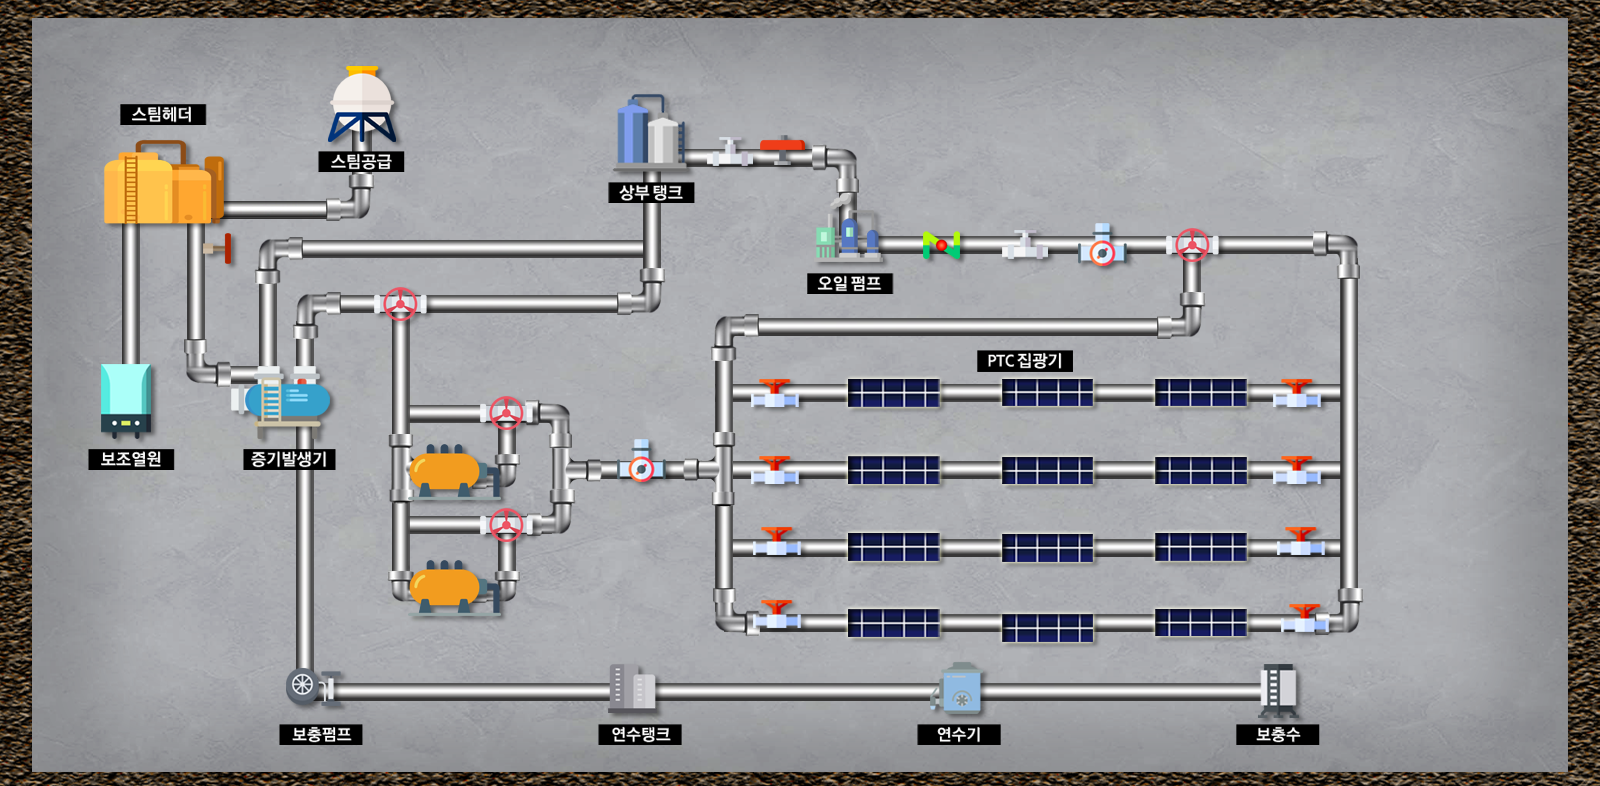 스팀헤더
스팀공급
상부 탱크
오일 펌프
PTC 집광기
보조열원
증기발생기
보충펌프
연수탱크
연수기
보충수